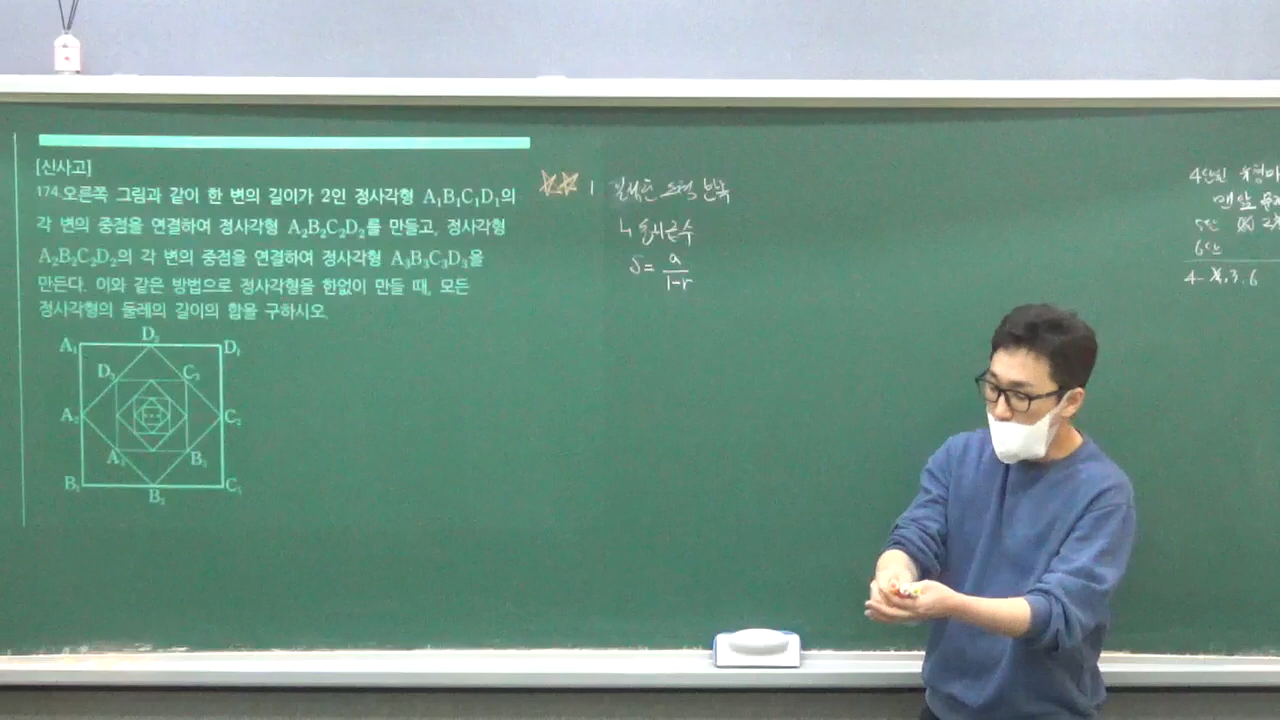 [신사고]
174. 오른쪽 그림과 같이 한 변의 길이가 2인 정사각형 A₁B₁C₁D₁의
각 변의 중점을 연결하여 정사각형 A₂B₂C₂D₂를 만들고, 정사각형
A₂B₂C₂D₂의 각 변의 중점을 연결하여 정사각형 A₃B₃C₃D₃을
만든다. 이와 같은 방법으로 정사각형을 한없이 만들 때, 모든
정사각형의 둘레의 길이의 합을 구하시오.
D₂
A₁ D₁
D₃ C₃
A₂ C₂
A₃ B₃
B₁ C₁
B₂
1 닮은 도형 반복
↳ 등비급수
S = a/(1-r)
4단원
맨앞
5단
6단